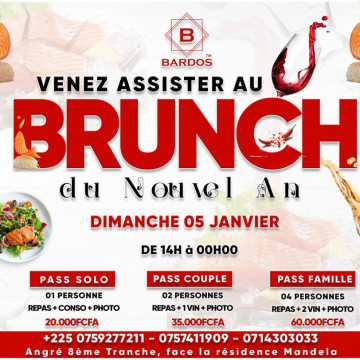 B
BARDOS
TM
VENEZ ASSISTER AU
BRUNCH
du Nouvel An
DIMANCHE 05 JANVIER
DE 14H à 00H00
PASS SOLO
01 PERSONNE
REPAS + CONSO + PHOTO
20.000FCFA
PASS COUPLE
02 PERSONNES
REPAS + 1 VIN + PHOTO
35.000FCFA
PASS FAMILLE
04 PERSONNES
REPAS + 2 VIN + PHOTO
60.000FCFA
+225 0759277211 - 0757411909 - 0714303033
Angré 8ème Tranche, face la résidence Mandela